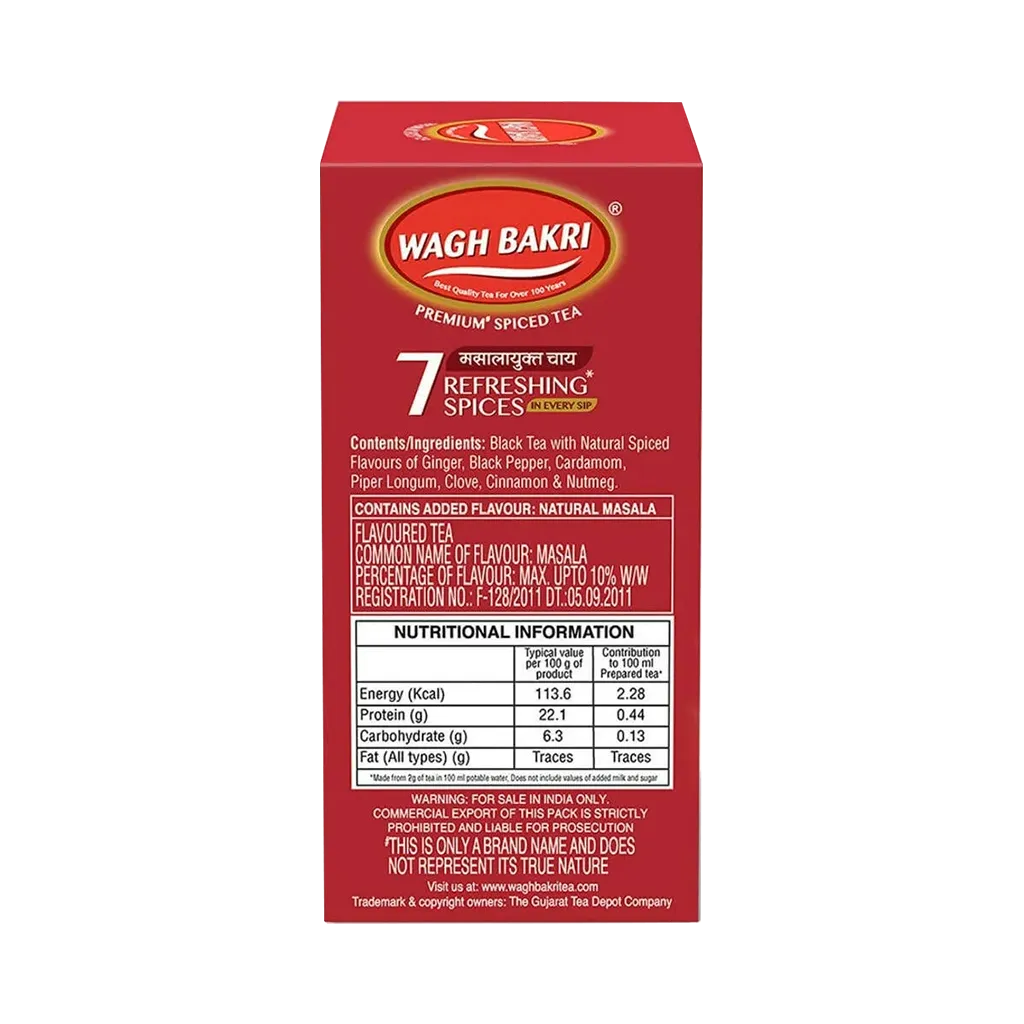 WAGH BAKRI
WAGH BAKRI
®
Best Quality Tea For Over 100 Years
PREMIUM# SPICED TEA
7
मसालायुक्त चाय
REFRESHING*
SPICES IN EVERY SIP
Contents/Ingredients: Black Tea with Natural Spiced
Flavours of Ginger, Black Pepper, Cardamom,
Piper Longum, Clove, Cinnamon & Nutmeg.
CONTAINS ADDED FLAVOUR: NATURAL MASALA
FLAVOURED TEA
COMMON NAME OF FLAVOUR: MASALA
PERCENTAGE OF FLAVOUR: MAX. UPTO 10% W/W
REGISTRATION NO.: F-128/2011 DT.:05.09.2011
NUTRITIONAL INFORMATION
Typical value per 100 g of product Contribution to 100 ml Prepared tea*
Energy (Kcal) 113.6 2.28
Protein (g) 22.1 0.44
Carbohydrate (g) 6.3 0.13
Fat (All types) (g) Traces Traces
*Made from 2g of tea in 100 ml potable water, Does not include values of added milk and sugar
WARNING: FOR SALE IN INDIA ONLY.
COMMERCIAL EXPORT OF THIS PACK IS STRICTLY
PROHIBITED AND LIABLE FOR PROSECUTION
#THIS IS ONLY A BRAND NAME AND DOES
NOT REPRESENT ITS TRUE NATURE
Visit us at: www.waghbakritea.com
Trademark & copyright owners: The Gujarat Tea Depot Company